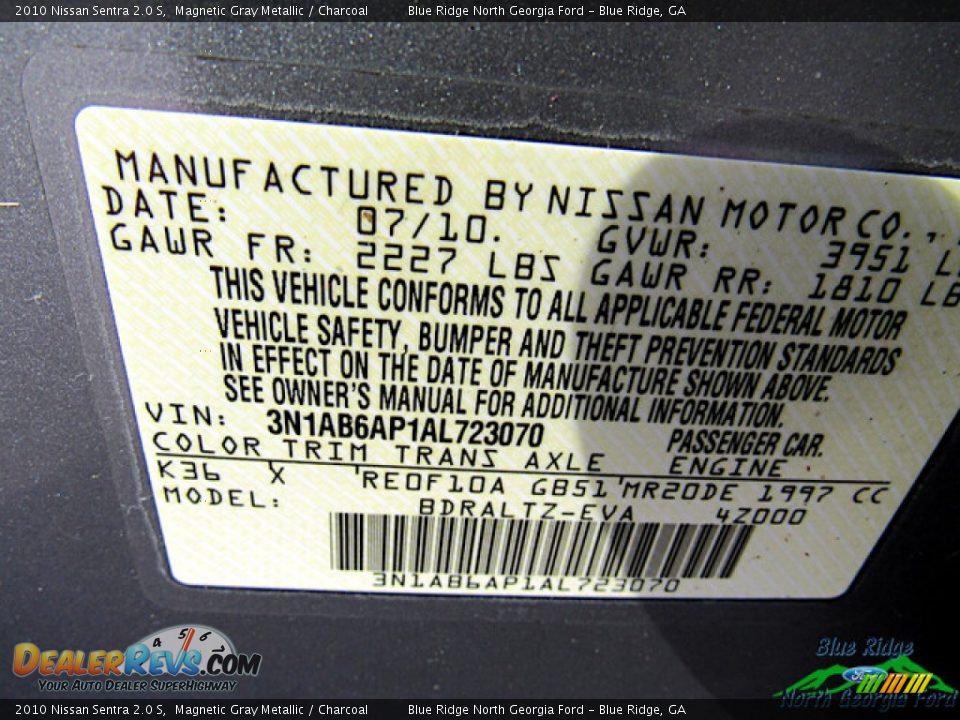 2010 Nissan Sentra 2.0 S, Magnetic Gray Metallic / Charcoal Blue Ridge North Georgia Ford - Blue Ridge, GA
MANUFACTURED BY NISSAN MOTOR CO.,
DATE: 07/10. GVWR: 3951 L
GAWR FR: 2227 LBS GAWR RR: 1810 LB
THIS VEHICLE CONFORMS TO ALL APPLICABLE FEDERAL MOTOR
VEHICLE SAFETY, BUMPER AND THEFT PREVENTION STANDARDS
IN EFFECT ON THE DATE OF MANUFACTURE SHOWN ABOVE.
SEE OWNER'S MANUAL FOR ADDITIONAL INFORMATION.
VIN: 3N1AB6AP1AL723070 PASSENGER CAR.
COLOR TRIM TRANS AXLE ENGINE
K36 X 'RE0F10A GB51'MR20DE 1997 CC
MODEL: BDRALTZ-EVA 4Z000
3N1AB6AP1AL723070
4 5 6
DEALERREVS.COM
YOUR AUTO DEALER SUPERHIGHWAY
Blue Ridge
Ford
North Georgia Ford
2010 Nissan Sentra 2.0 S, Magnetic Gray Metallic / Charcoal Blue Ridge North Georgia Ford - Blue Ridge, GA